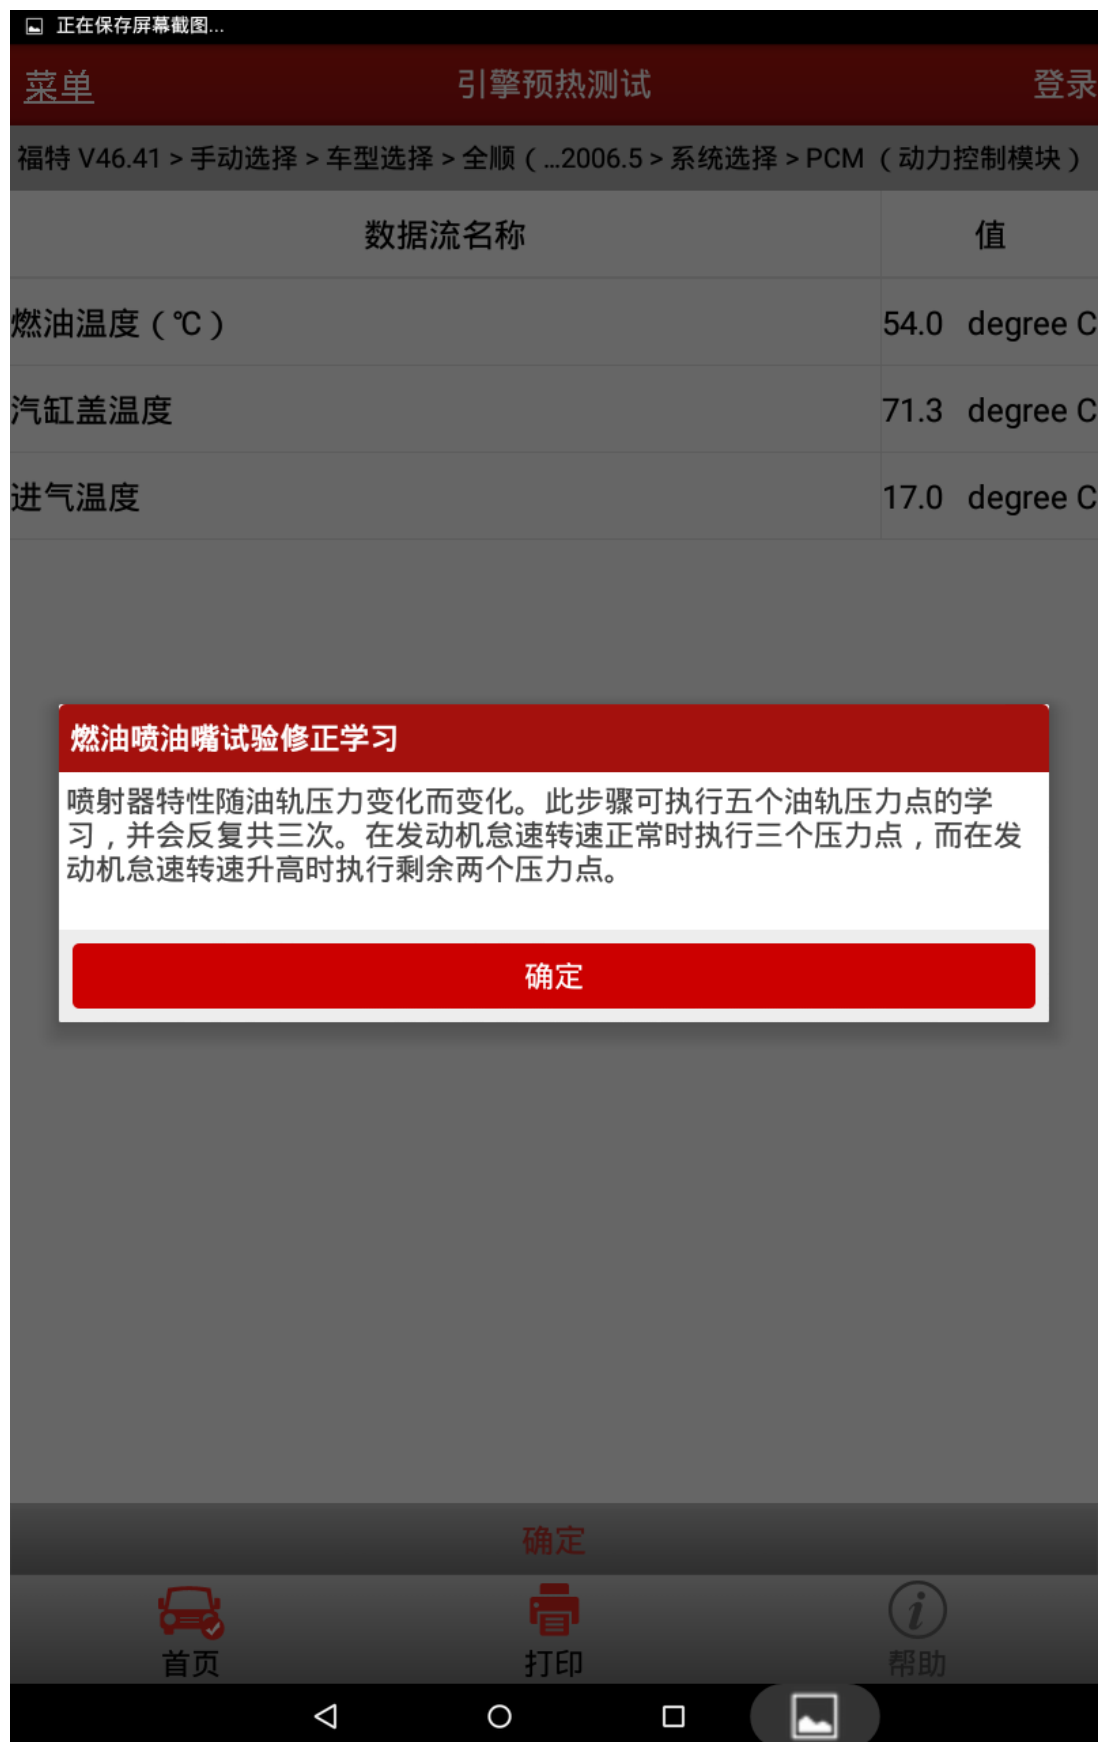 正在保存屏幕截图...
菜单 引擎预热测试 登录
福特 V46.41 > 手动选择 > 车型选择 > 全顺（...2006.5 > 系统选择 > PCM （动力控制模块）
数据流名称 值
燃油温度（℃） 54.0 degree C
汽缸盖温度 71.3 degree C
进气温度 17.0 degree C
燃油喷油嘴试验修正学习
喷射器特性随油轨压力变化而变化。此步骤可执行五个油轨压力点的学
习，并会反复共三次。在发动机怠速转速正常时执行三个压力点，而在发
动机怠速转速升高时执行剩余两个压力点。
确定
确定
首页 打印 帮助